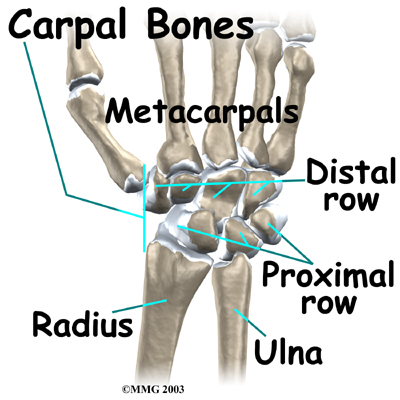 Carpal Bones
Metacarpals
Distal
row
Proximal
row
Radius
Ulna
©MMG 2003